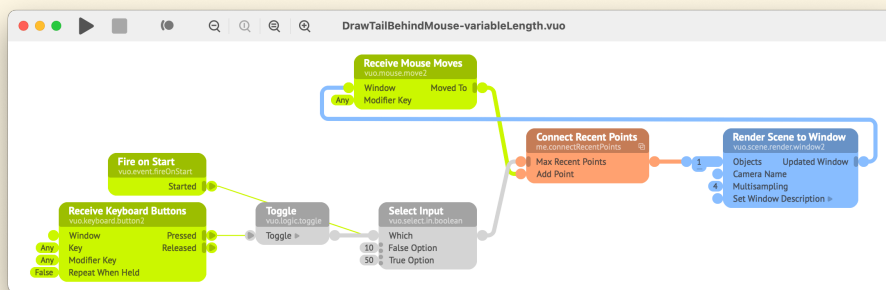 DrawTailBehindMouse-variableLength.vuo
Receive Mouse Moves
vuo.mouse.move2
Window Moved To
Any Modifier Key
Connect Recent Points
me.connectRecentPoints
Max Recent Points
Add Point
Render Scene to Window
vuo.scene.render.window2
1 Objects Updated Window
Camera Name
4 Multisampling
Set Window Description
Fire on Start
vuo.event.fireOnStart
Started
Receive Keyboard Buttons
vuo.keyboard.button2
Window Pressed
Any Key Released
Any Modifier Key
False Repeat When Held
Toggle
vuo.logic.toggle
Toggle
Select Input
vuo.select.in.boolean
Which
10 False Option
50 True Option